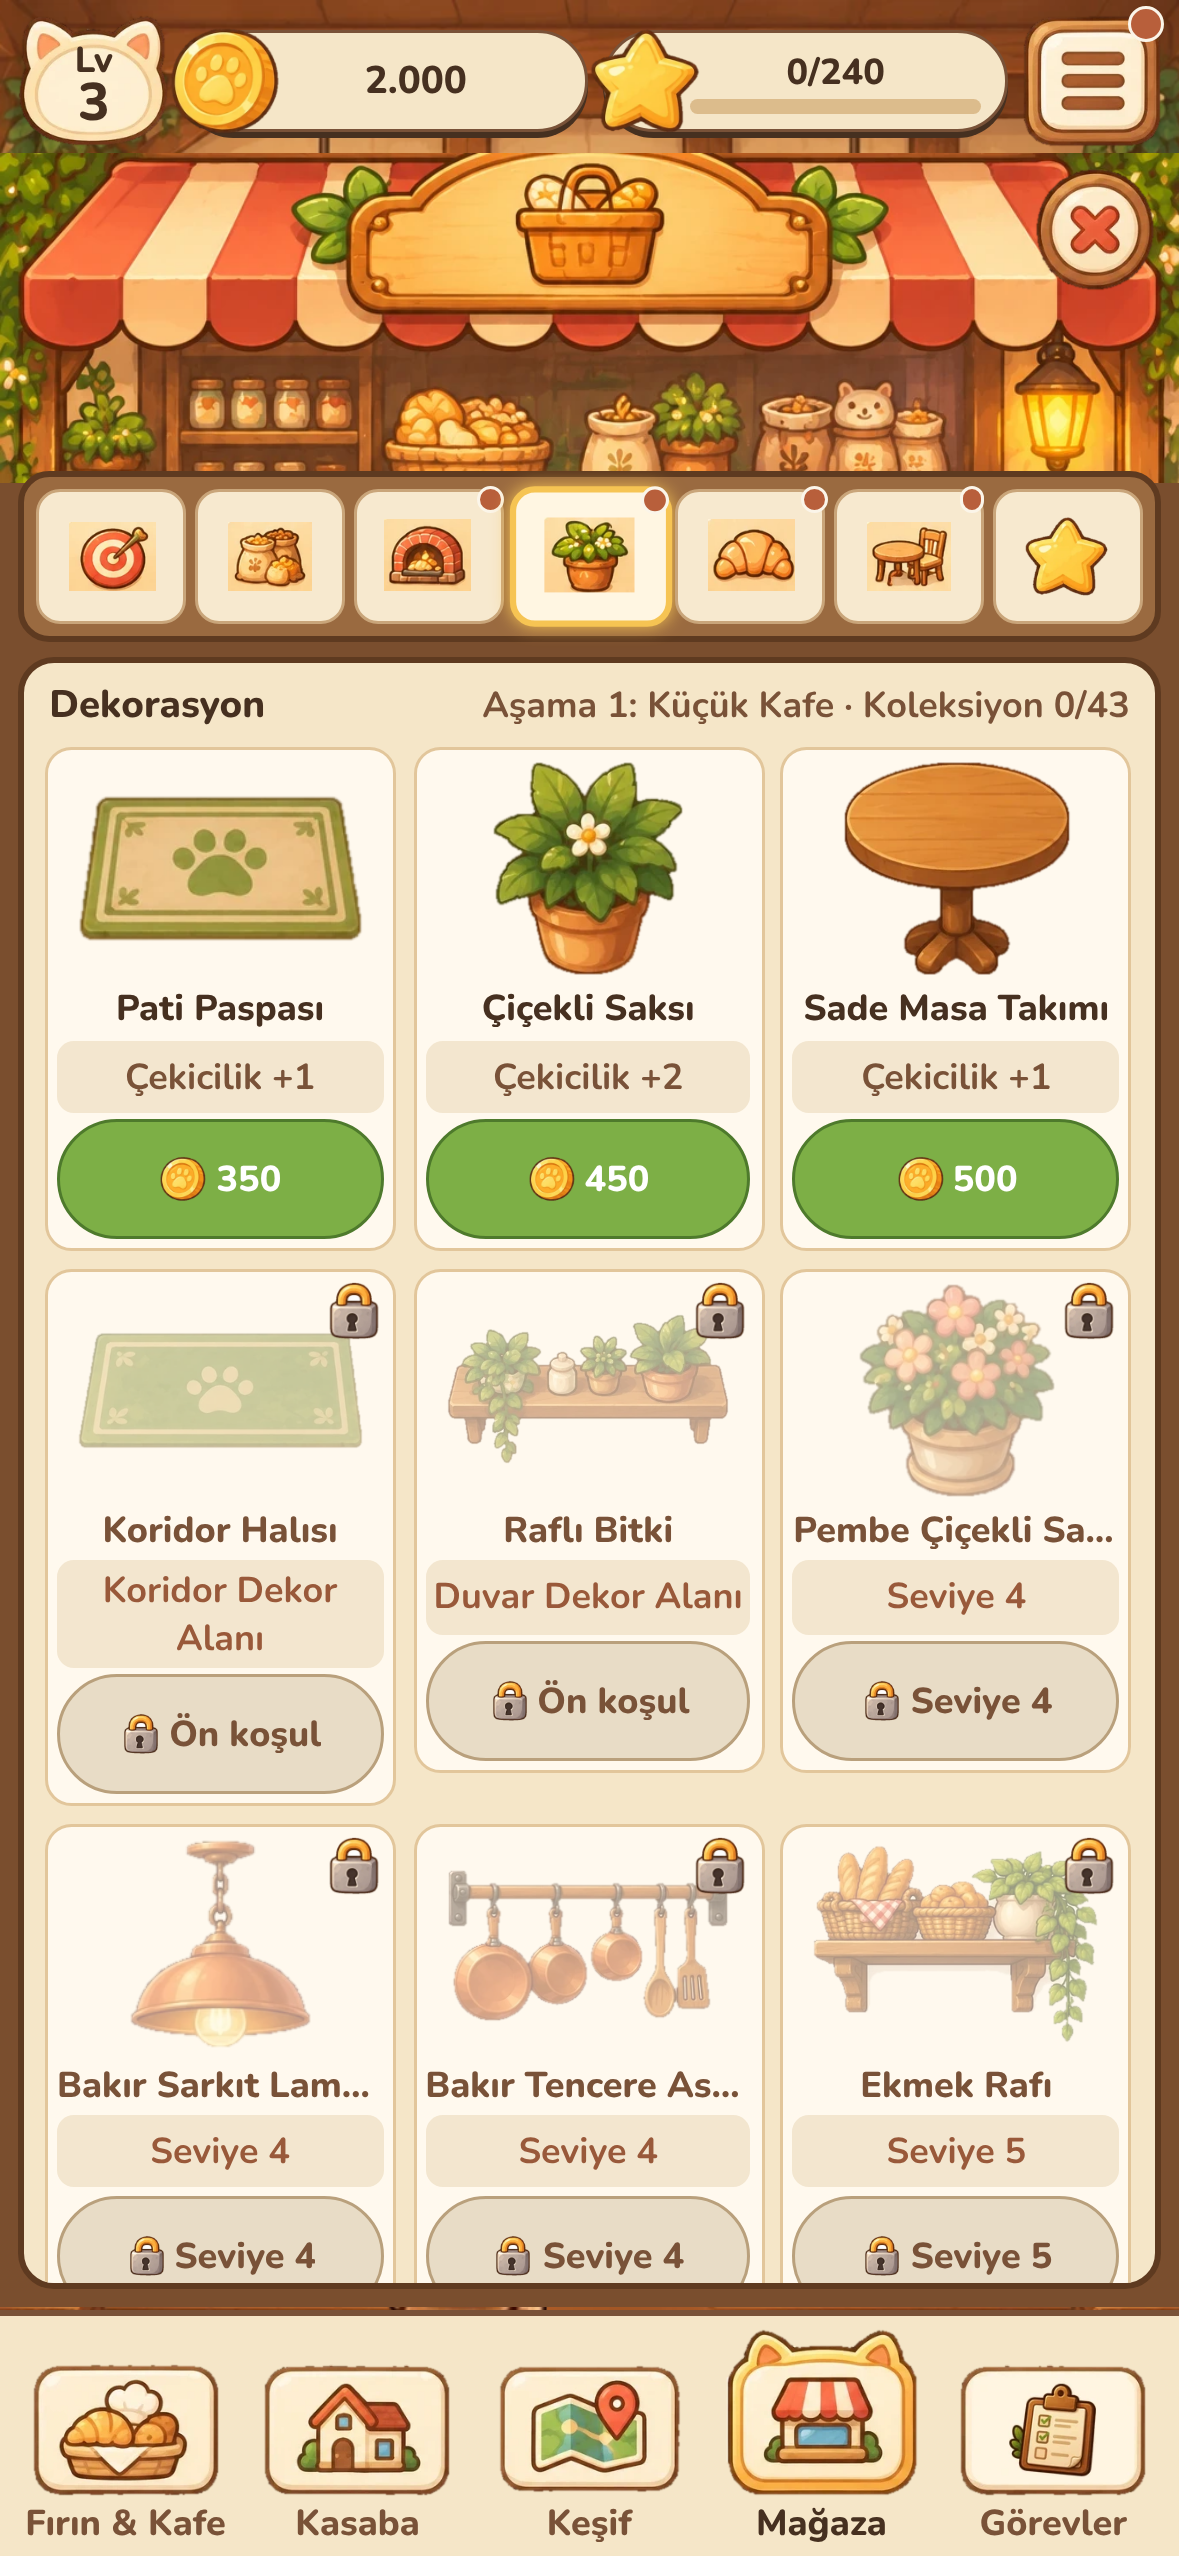 Lv
3
2.000
0/240
Dekorasyon
Aşama 1: Küçük Kafe · Koleksiyon 0/43
Pati Paspası
Çiçekli Saksı
Sade Masa Takımı
Çekicilik +1
Çekicilik +2
Çekicilik +1
350
450
500
Koridor Halısı
Raflı Bitki
Pembe Çiçekli Sa...
Koridor Dekor
Alanı
Duvar Dekor Alanı
Seviye 4
Ön koşul
Ön koşul
Seviye 4
Bakır Sarkıt Lam...
Bakır Tencere As...
Ekmek Rafı
Seviye 4
Seviye 4
Seviye 5
Seviye 4
Seviye 4
Seviye 5
Fırın & Kafe
Kasaba
Keşif
Mağaza
Görevler